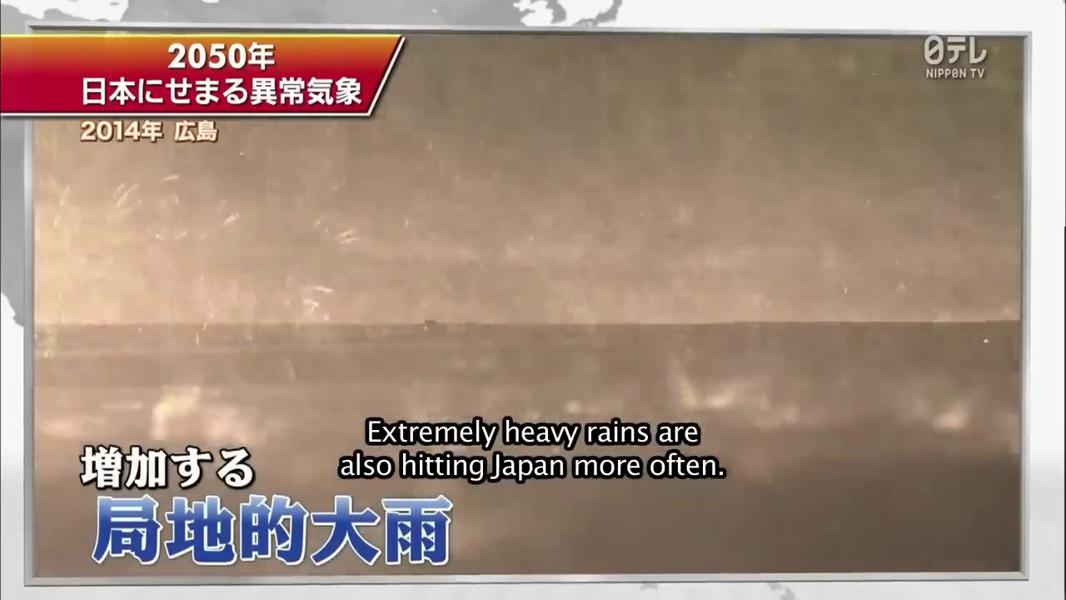 2050年
日本にせまる異常気象
2014年 広島
日テレ
NIPPON TV
Extremely heavy rains are
also hitting Japan more often.
増加する
局地的大雨